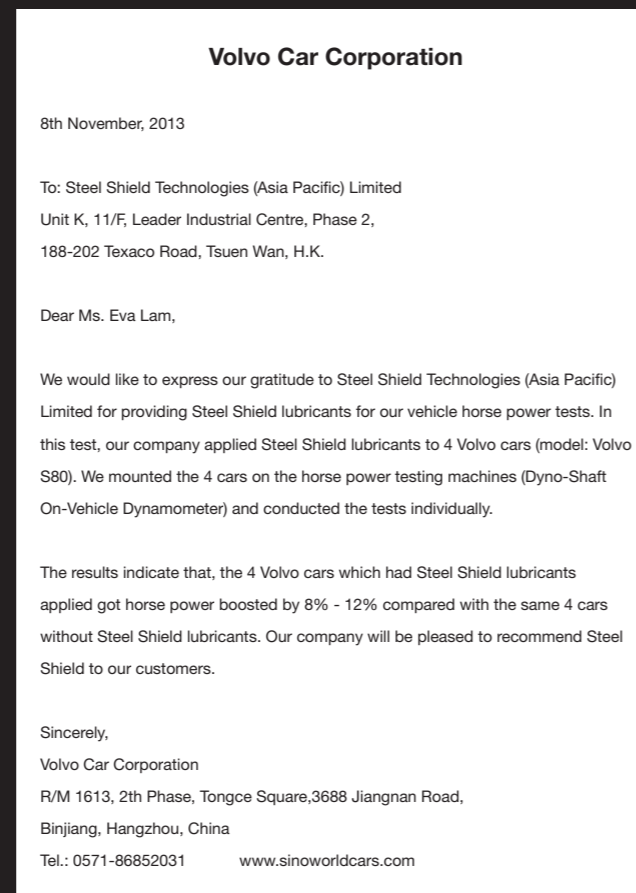 Volvo Car Corporation
8th November, 2013
To: Steel Shield Technologies (Asia Pacific) Limited
Unit K, 11/F, Leader Industrial Centre, Phase 2,
188-202 Texaco Road, Tsuen Wan, H.K.
Dear Ms. Eva Lam,
We would like to express our gratitude to Steel Shield Technologies (Asia Pacific)
Limited for providing Steel Shield lubricants for our vehicle horse power tests. In
this test, our company applied Steel Shield lubricants to 4 Volvo cars (model: Volvo
S80). We mounted the 4 cars on the horse power testing machines (Dyno-Shaft
On-Vehicle Dynamometer) and conducted the tests individually.
The results indicate that, the 4 Volvo cars which had Steel Shield lubricants
applied got horse power boosted by 8% - 12% compared with the same 4 cars
without Steel Shield lubricants. Our company will be pleased to recommend Steel
Shield to our customers.
Sincerely,
Volvo Car Corporation
R/M 1613, 2th Phase, Tongce Square,3688 Jiangnan Road,
Binjiang, Hangzhou, China
Tel.: 0571-86852031 www.sinoworldcars.com